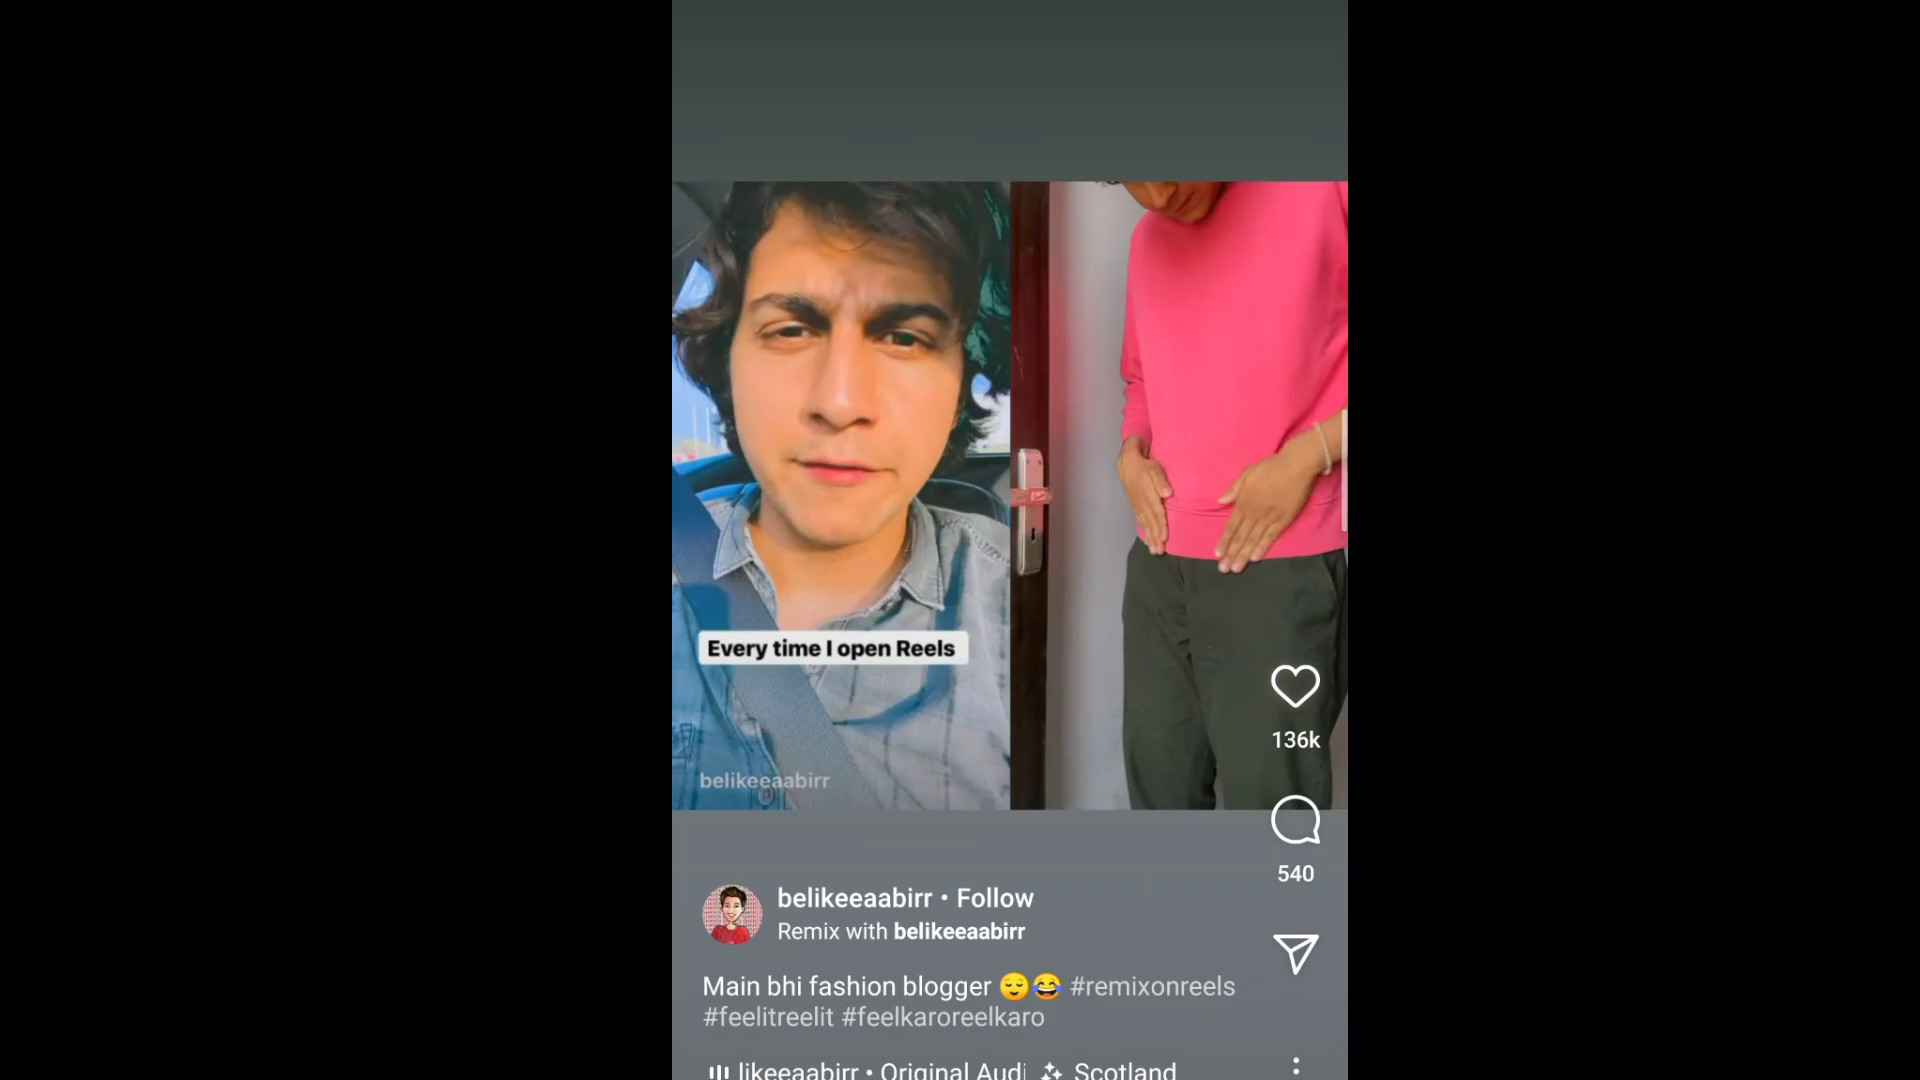 Every time I open Reels
belikeeaabirr
136k
540
belikeeaabirr • Follow
Remix with belikeeaabirr
Main bhi fashion blogger 😌😂 #remixonreels
#feelitreelit #feelkaroreelkaro
likeeaabirr • Original Audi Scotland